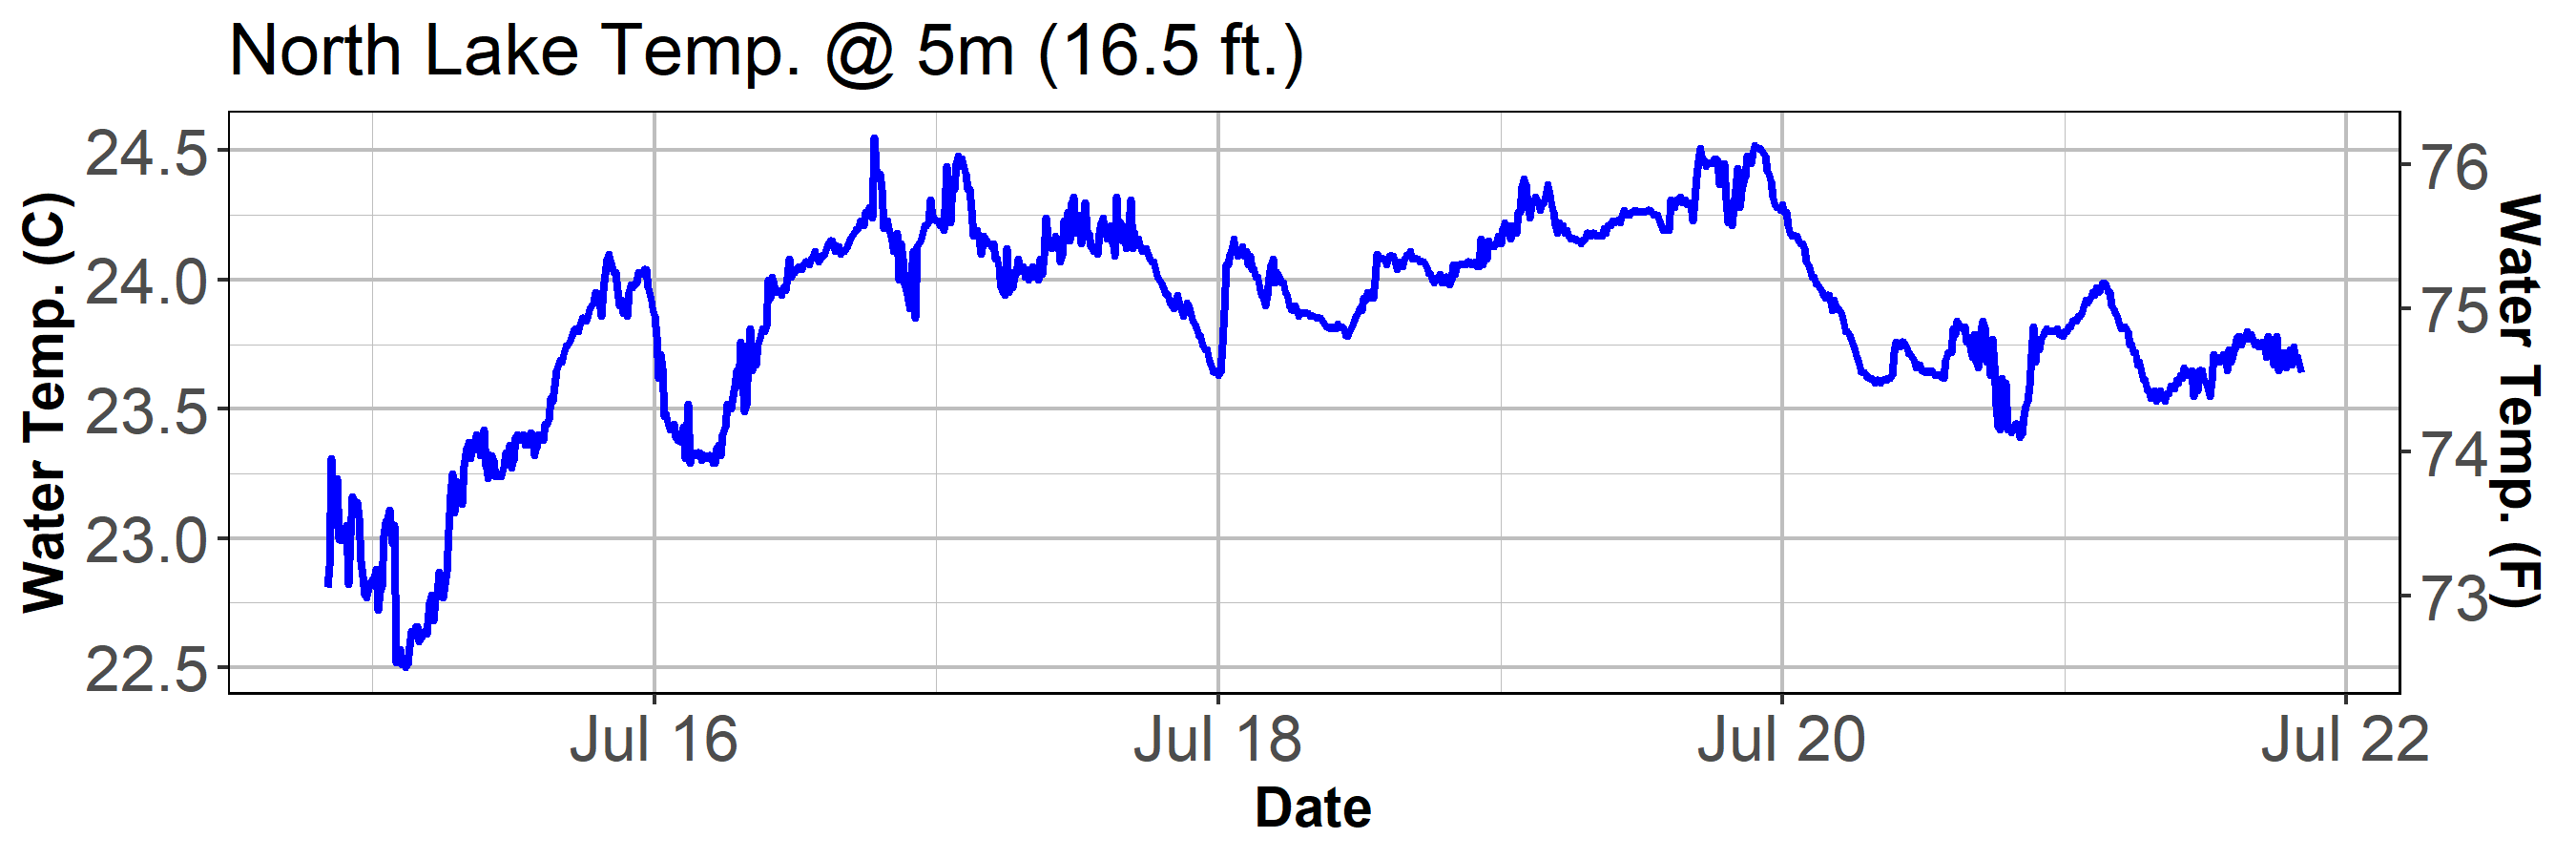 North Lake Temp. @ 5m (16.5 ft.)
Water Temp. (C)
24.5
24.0
23.5
23.0
22.5
76
75
74
73
Water Temp. (F)
Jul 16 Jul 18 Jul 20 Jul 22
Date